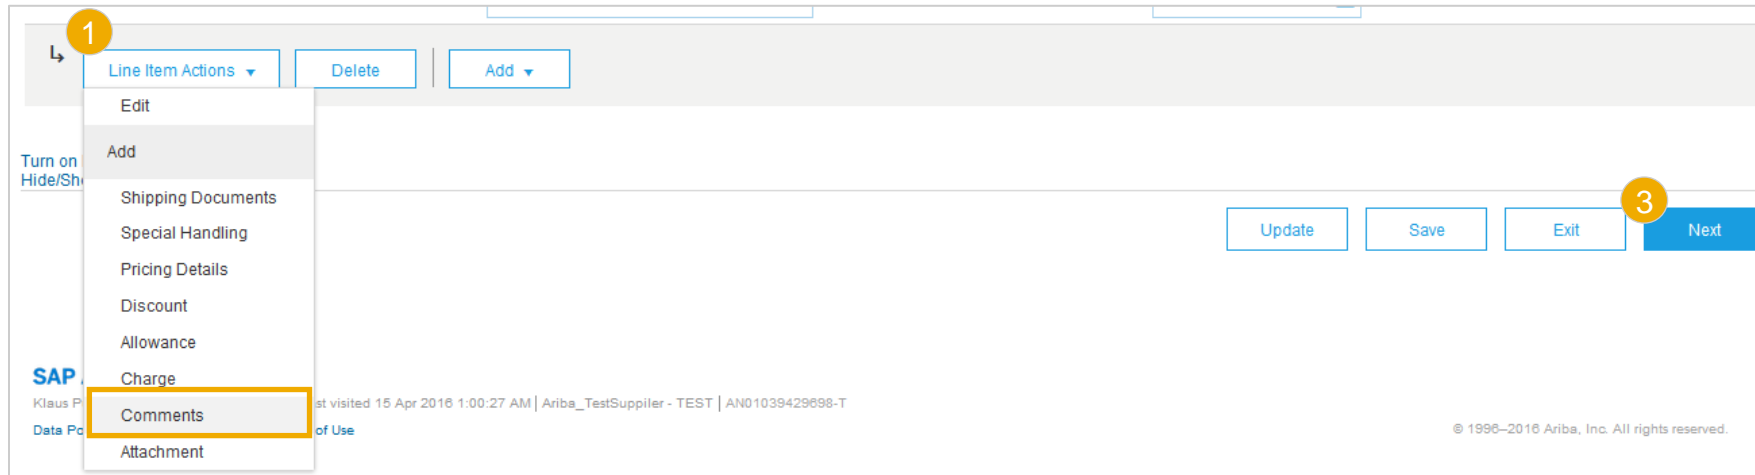 1
Line Item Actions Delete Add
Edit
Add
Turn on
Hide/Sh
Shipping Documents
Special Handling
Pricing Details
Discount
Allowance
Charge
Comments
Attachment
3
Update Save Exit Next
SAP
Klaus P st visited 15 Apr 2016 1:00:27 AM | Ariba_TestSuppiler - TEST | AN01039429698-T
Data Po of Use
© 1996–2016 Ariba, Inc. All rights reserved.